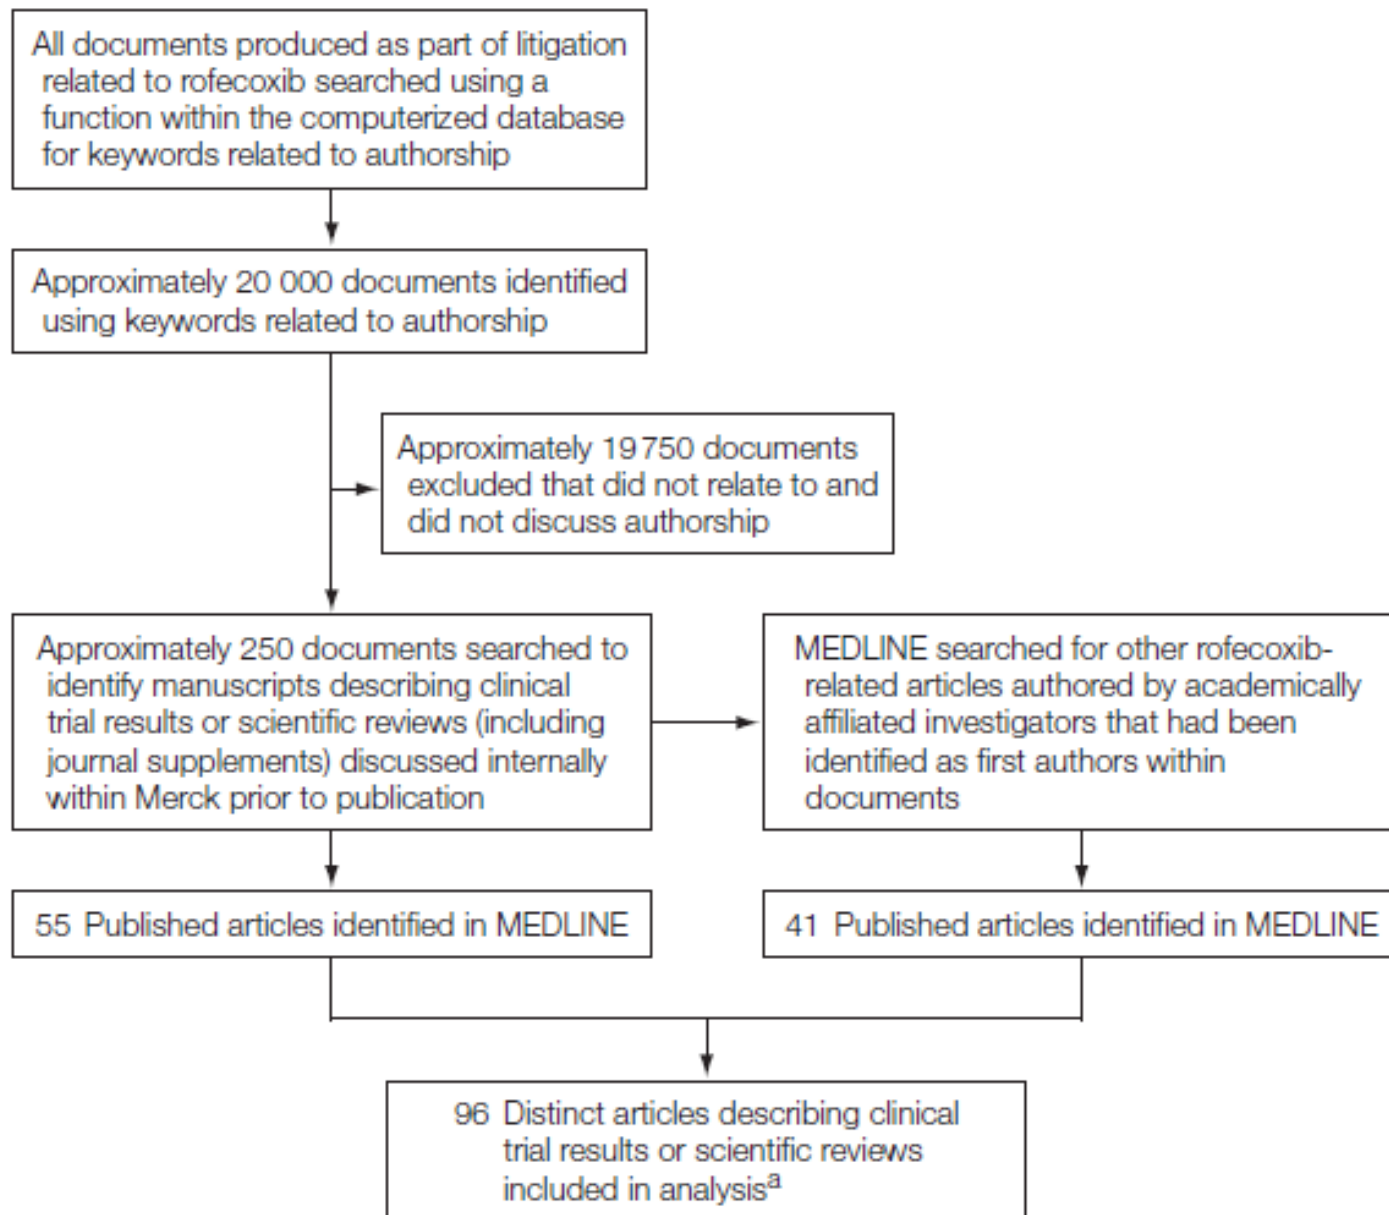 All documents produced as part of litigation
related to rofecoxib searched using a
function within the computerized database
for keywords related to authorship
Approximately 20 000 documents identified
using keywords related to authorship
Approximately 19 750 documents
excluded that did not relate to and
did not discuss authorship
Approximately 250 documents searched to
identify manuscripts describing clinical
trial results or scientific reviews (including
journal supplements) discussed internally
within Merck prior to publication
MEDLINE searched for other rofecoxib-
related articles authored by academically
affiliated investigators that had been
identified as first authors within
documents
55 Published articles identified in MEDLINE
41 Published articles identified in MEDLINE
96 Distinct articles describing clinical
trial results or scientific reviews
included in analysisᵃ